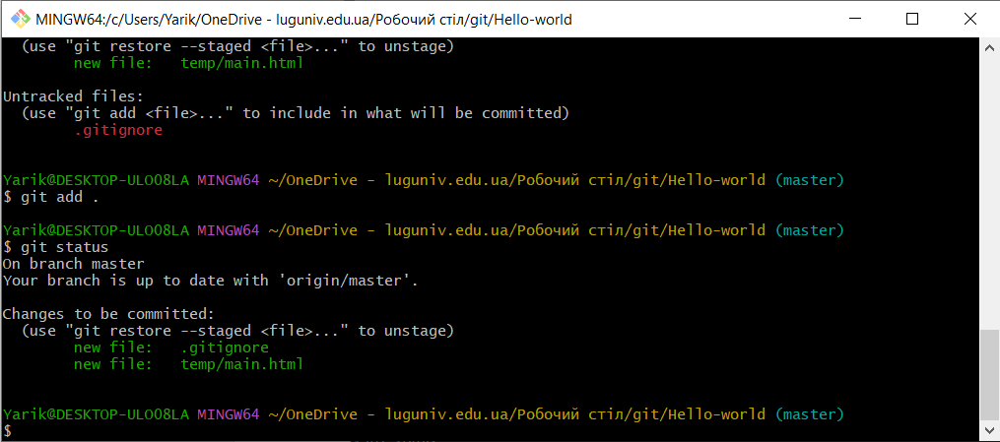 MINGW64:/c/Users/Yarik/OneDrive - luguniv.edu.ua/Робочий стіл/git/Hello-world
(use "git restore --staged <file>..." to unstage)
new file:   temp/main.html
Untracked files:
(use "git add <file>..." to include in what will be committed)
.gitignore
Yarik@DESKTOP-ULOO8LA MINGW64 ~/OneDrive - luguniv.edu.ua/Робочий стіл/git/Hello-world (master)
$ git add .
Yarik@DESKTOP-ULOO8LA MINGW64 ~/OneDrive - luguniv.edu.ua/Робочий стіл/git/Hello-world (master)
$ git status
On branch master
Your branch is up to date with 'origin/master'.
Changes to be committed:
(use "git restore --staged <file>..." to unstage)
new file:   .gitignore
new file:   temp/main.html
Yarik@DESKTOP-ULOO8LA MINGW64 ~/OneDrive - luguniv.edu.ua/Робочий стіл/git/Hello-world (master)
$